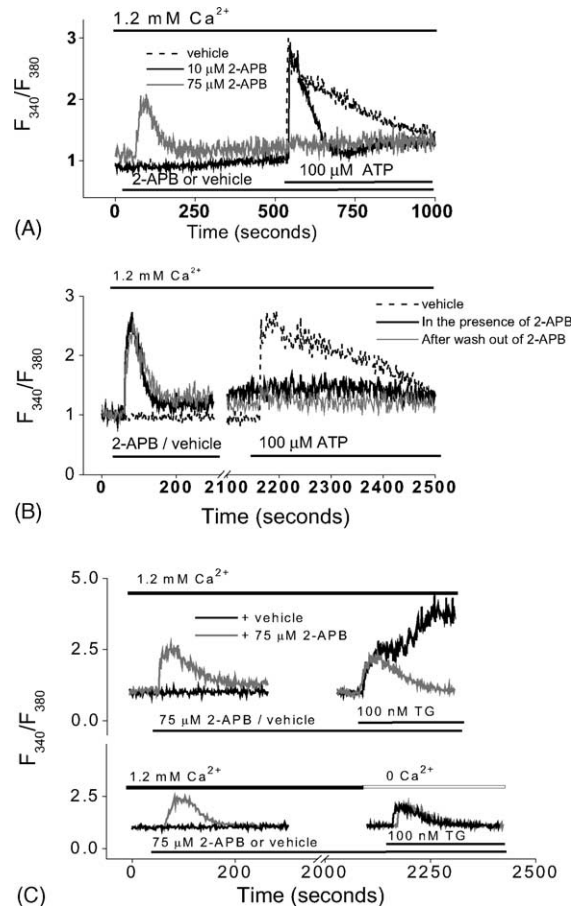 1.2 mM Ca²⁺
vehicle
10 µM 2-APB
75 µM 2-APB
F₃₄₀/F₃₈₀
3
2
1
2-APB or vehicle
100 µM ATP
0 250 500 750 1000
Time (seconds)
(A)
1.2 mM Ca²⁺
vehicle
In the presence of 2-APB
After wash out of 2-APB
F₃₄₀/F₃₈₀
3
2
1
0
2-APB / vehicle
100 µM ATP
0 200 2100 2200 2300 2400 2500
Time (seconds)
(B)
1.2 mM Ca²⁺
+ vehicle
+ 75 µM 2-APB
F₃₄₀/F₃₈₀
5.0
2.5
0.0
100 nM TG
75 µM 2-APB / vehicle
1.2 mM Ca²⁺
0 Ca²⁺
2.5
0.0
100 nM TG
75 µM 2-APB or vehicle
0 200 2000 2250 2500
Time (seconds)
(C)